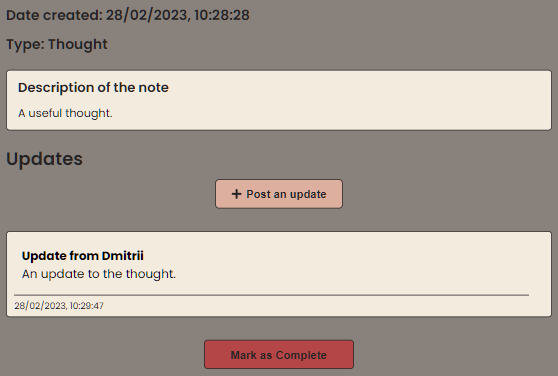 Date created: 28/02/2023, 10:28:28
Type: Thought
Description of the note
A useful thought.
Updates
+ Post an update
Update from Dmitrii
An update to the thought.
28/02/2023, 10:29:47
Mark as Complete